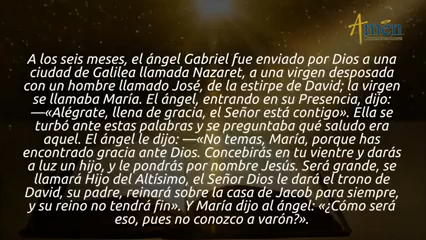 Amén
A los seis meses, el ángel Gabriel fue enviado por Dios a una
ciudad de Galilea llamada Nazaret, a una virgen desposada
con un hombre llamado José, de la estirpe de David; la virgen
se llamaba María. El ángel, entrando en su Presencia, dijo:
—«Alégrate, llena de gracia, el Señor está contigo». Ella se
turbó ante estas palabras y se preguntaba qué saludo era
aquel. El ángel le dijo: —«No temas, María, porque has
encontrado gracia ante Dios. Concebirás en tu vientre y darás
a luz un hijo, y le pondrás por nombre Jesús. Será grande, se
llamará Hijo del Altísimo, el Señor Dios le dará el trono de
David, su padre, reinará sobre la casa de Jacob para siempre,
y su reino no tendrá fin». Y María dijo al ángel: «¿Cómo será
eso, pues no conozco a varón?».